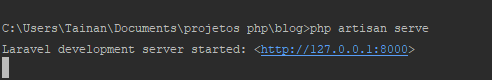 C:\Users\Tainan\Documents\projetos php\blog>php artisan serve
Laravel development server started: <http://127.0.0.1:8000>